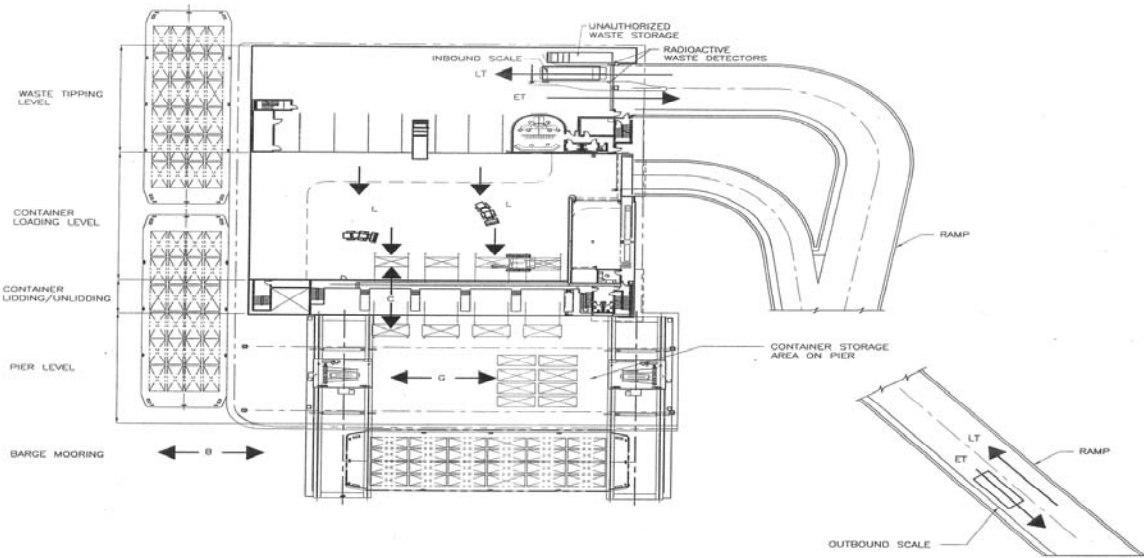 UNAUTHORIZED
WASTE STORAGE
INBOUND SCALE
RADIOACTIVE
WASTE DETECTORS
LT
ET
WASTE TIPPING
LEVEL
L
L
CONTAINER
LOADING LEVEL
RAMP
CONTAINER
LIDDING/UNLIDDING
C
CONTAINER STORAGE
AREA ON PIER
PIER LEVEL
G
BARGE MOORING
B
LT
ET
RAMP
OUTBOUND SCALE